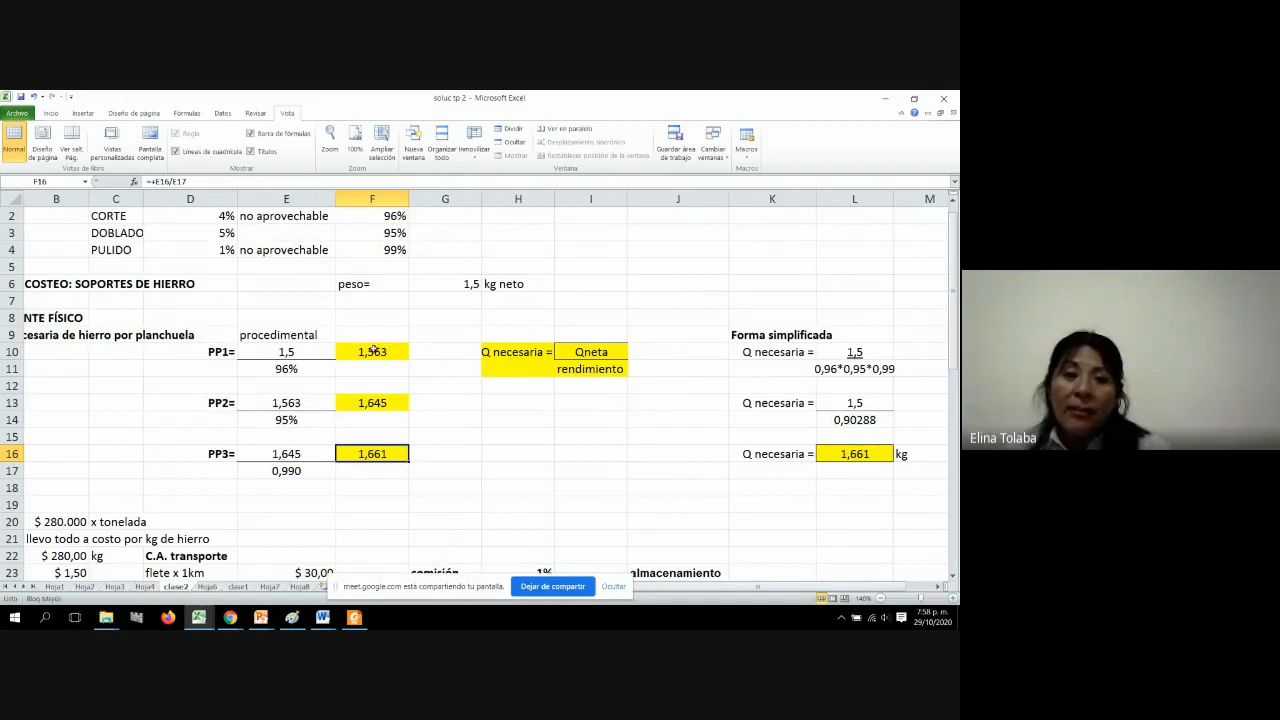 soluc tp 2 - Microsoft Excel
Archivo Inicio Insertar Diseño de página Fórmulas Datos Revisar Vista
Normal Diseño de página Ver salt. Pág. Vistas personalizadas Pantalla completa
Vistas de libro
Regla Barra de fórmulas
Líneas de cuadrícula Títulos
Mostrar
Zoom 100% Ampliar selección
Zoom
Nueva ventana Organizar todo Inmovilizar
Dividir Ver en paralelo
Ocultar Desplazamiento sincrónico
Mostrar Restablecer posición de la ventana
Ventana
Guardar área de trabajo Cambiar ventanas
Macros
Macros
F16 fx =+E16/E17
B C D E F G H I J K L M
2 CORTE 4% no aprovechable 96%
3 DOBLADO 5% 95%
4 PULIDO 1% no aprovechable 99%
5
6 COSTEO: SOPORTES DE HIERRO peso= 1,5 kg neto
7
8 NTE FÍSICO
9 cesaria de hierro por planchuela procedimental Forma simplificada
10 PP1= 1,5 1,563 Q necesaria = Qneta Q necesaria = 1,5
11 96% rendimiento 0,96*0,95*0,99
12
13 PP2= 1,563 1,645 Q necesaria = 1,5
14 95% 0,90288
15
16 PP3= 1,645 1,661 Q necesaria = 1,661 kg
17 0,990
18
19
20 $ 280.000 x tonelada
21 llevo todo a costo por kg de hierro
22 $ 280,00 kg C.A. transporte
23 $ 1,50 flete x 1km $ 30,00 comisión 1% almacenamiento
Hoja1 Hoja2 Hoja3 Hoja4 clase2 Hoja6 clase1 Hoja7 Hoja8
meet.google.com está compartiendo tu pantalla. Dejar de compartir Ocultar
Listo Bloq Mayús 140%
7:58 p. m.
29/10/2020
Elina Tolaba